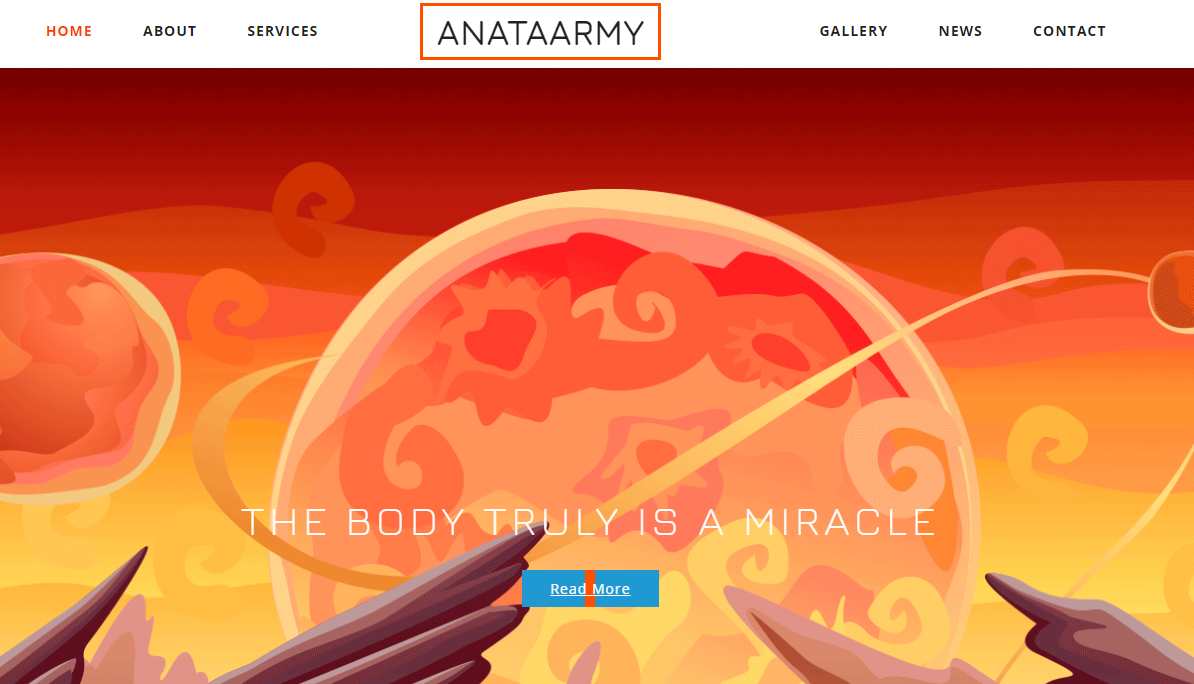 HOME ABOUT SERVICES ANATAARMY GALLERY NEWS CONTACT
THE BODY TRULY IS A MIRACLE
Read More